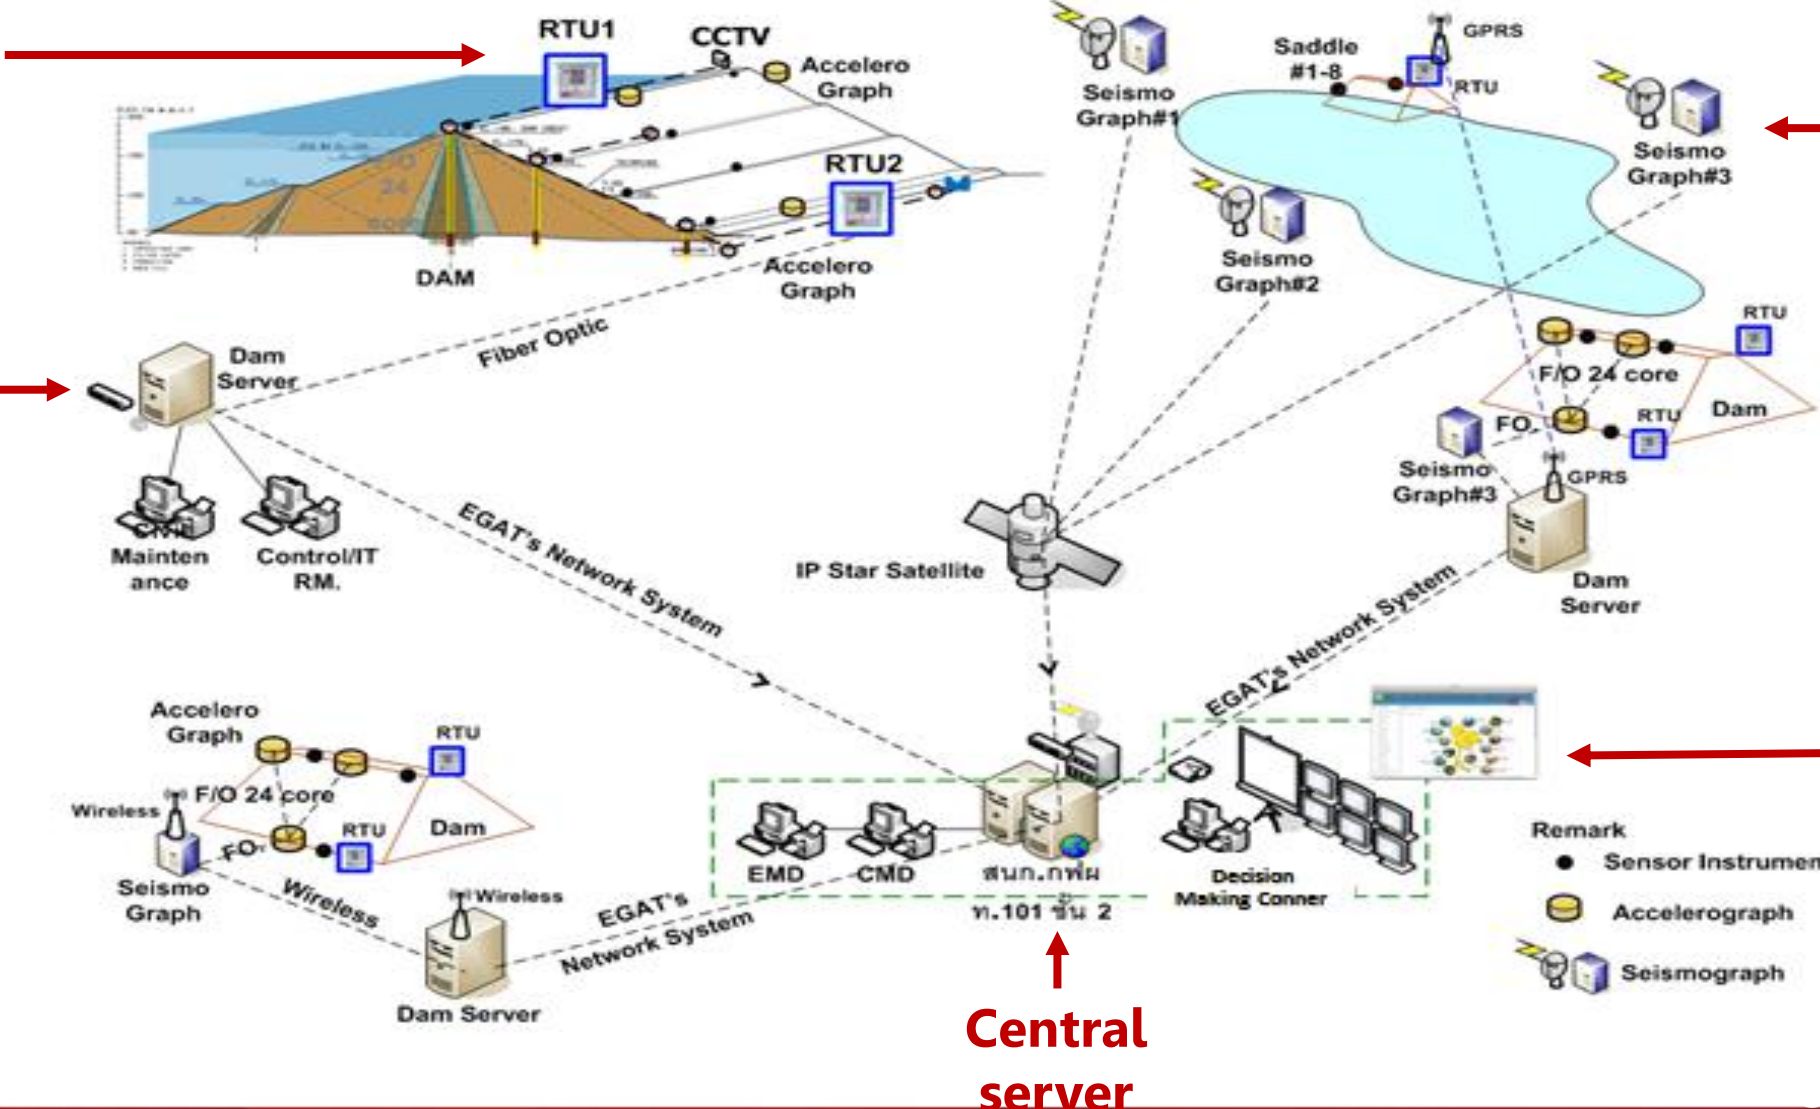 RTU1
CCTV
Accelero
Graph
RTU2
Accelero
Graph
24
DAM
Fiber Optic
Dam
Server
Mainten
ance
Control/IT
RM.
EGAT's Network System
Seismo
Graph#1
Saddle
#1-8
GPRS
RTU
Seismo
Graph#3
Seismo
Graph#2
RTU
F/O 24 core
RTU
Dam
FO
Seismo
Graph#3
GPRS
Dam
Server
IP Star Satellite
EGAT's Network System
Accelero
Graph
RTU
Wireless
F/O 24 core
RTU
Dam
FO
Seismo
Graph
Wireless
Wireless
Dam Server
EGAT's
Network System
EMD
CMD
สนก.กฟผ
ท.101 ชั้น 2
Decision
Making Conner
Remark
Sensor Instrumen
Accelerograph
Seismograph
Central
server